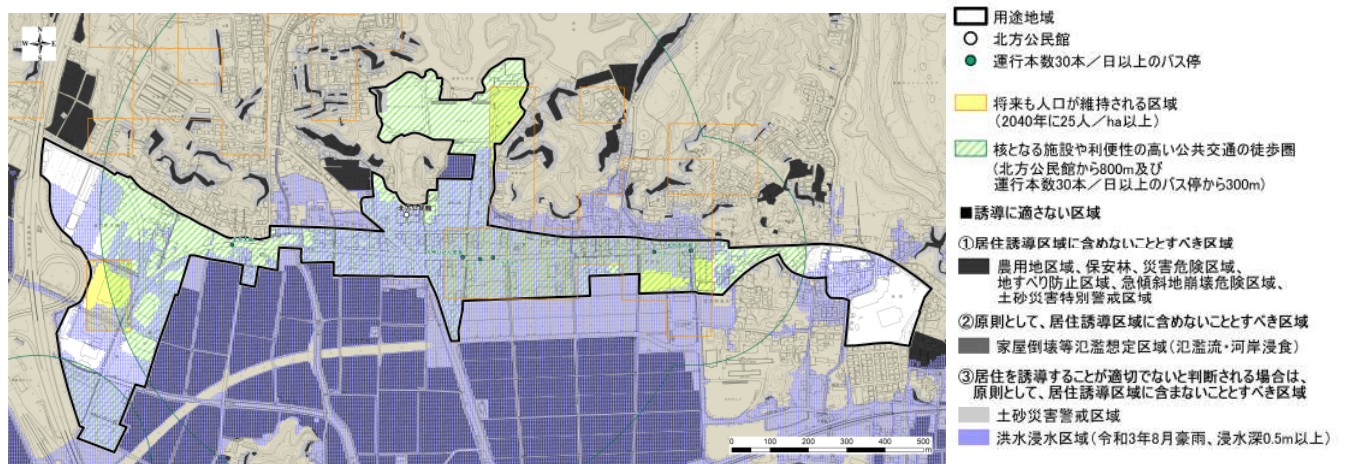 N
W E
S
用途地域
北方公民館
運行本数30本／日以上のバス停
将来も人口が維持される区域
(2040年に25人／ha以上)
核となる施設や利便性の高い公共交通の徒歩圏
(北方公民館から800m及び
運行本数30本／日以上のバス停から300m)
■誘導に適さない区域
①居住誘導区域に含めないこととすべき区域
農用地区域、保安林、災害危険区域、
地すべり防止区域、急傾斜地崩壊危険区域、
土砂災害特別警戒区域
②原則として、居住誘導区域に含めないこととすべき区域
家屋倒壊等氾濫想定区域(氾濫流・河岸浸食)
③居住を誘導することが適切でないと判断される場合は、
原則として、居住誘導区域に含まないこととすべき区域
土砂災害警戒区域
洪水浸水区域(令和3年8月豪雨、浸水深0.5m以上)
0 100 200 300 400 500
m